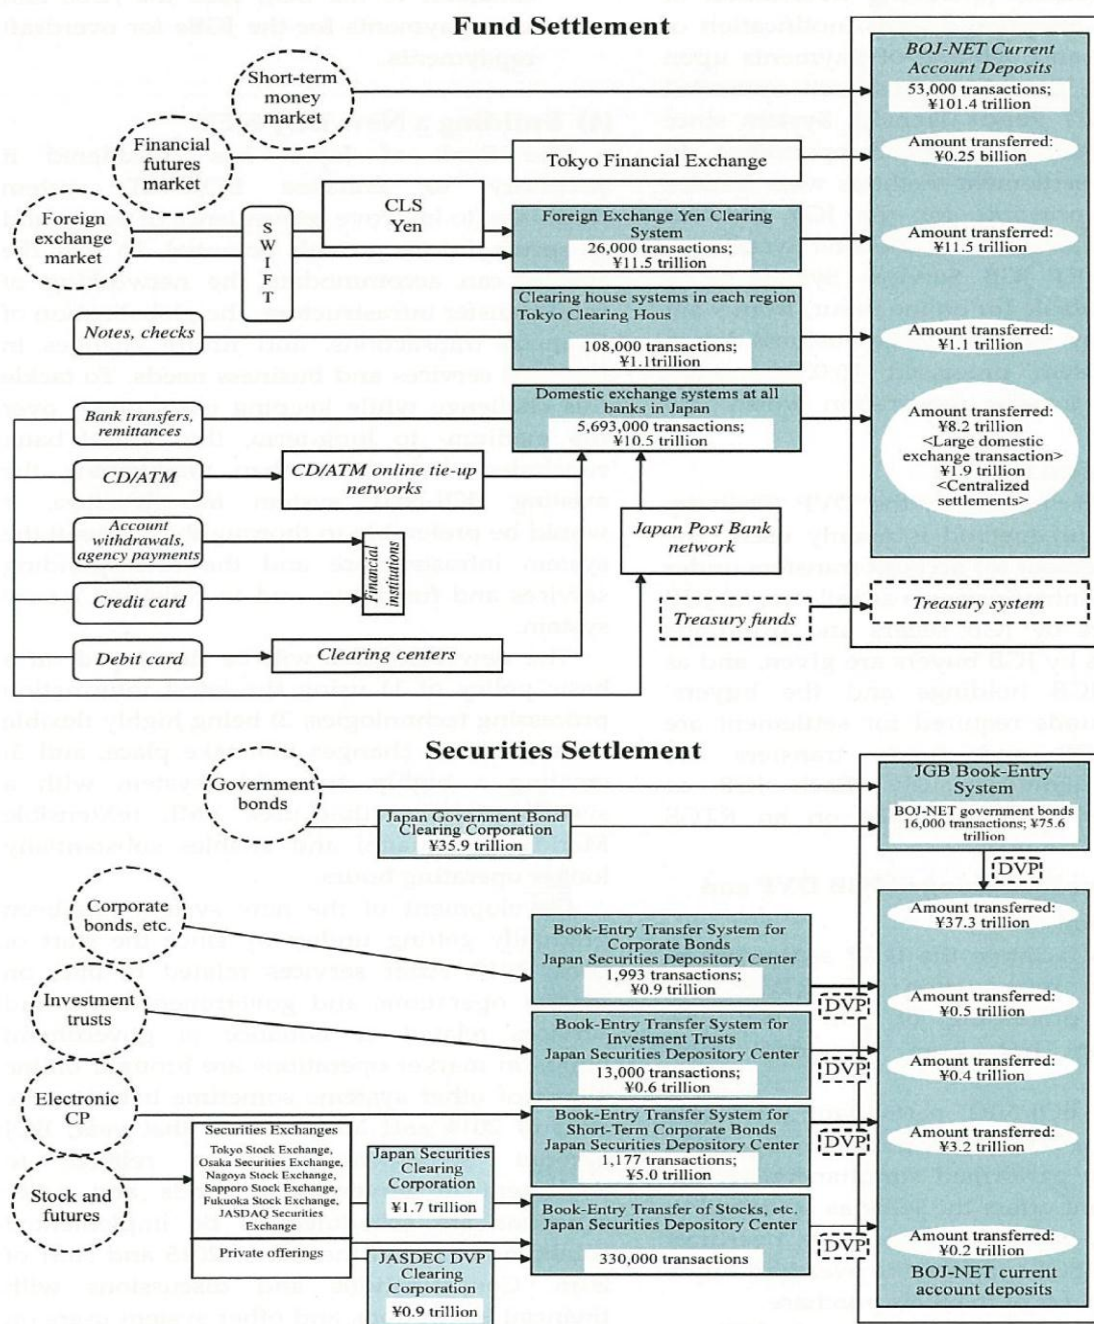 Fund Settlement
Short-term
money
market
Financial
futures
market
Foreign
exchange
market
S
W
I
F
T
CLS
Yen
Tokyo Financial Exchange
Foreign Exchange Yen Clearing
System
26,000 transactions;
¥11.5 trillion
Clearing house systems in each region
Tokyo Clearing Hous
108,000 transactions;
¥1.1trillion
Domestic exchange systems at all
banks in Japan
5,693,000 transactions;
¥10.5 trillion
BOJ-NET Current
Account Deposits
53,000 transactions;
¥101.4 trillion
Amount transferred:
¥0.25 billion
Amount transferred:
¥11.5 trillion
Amount transferred:
¥1.1 trillion
Amount transferred:
¥8.2 trillion
<Large domestic
exchange transaction>
¥1.9 trillion
<Centralized
settlements>
Notes, checks
Bank transfers,
remittances
CD/ATM
Account
withdrawals,
agency payments
Credit card
Debit card
CD/ATM online tie-up
networks
Financial
institutions
Clearing centers
Japan Post Bank
network
Treasury funds
Treasury system
Securities Settlement
Government
bonds
Japan Government Bond
Clearing Corporation
¥35.9 trillion
JGB Book-Entry
System
BOJ-NET government bonds
16,000 transactions; ¥75.6
trillion
DVP
Corporate
bonds, etc.
Investment
trusts
Electronic
CP
Stock and
futures
Book-Entry Transfer System for
Corporate Bonds
Japan Securities Depository Center
1,993 transactions;
¥0.9 trillion
DVP
Book-Entry Transfer System for
Investment Trusts
Japan Securities Depository Center
13,000 transactions;
¥0.6 trillion
DVP
Book-Entry Transfer System for
Short-Term Corporate Bonds
Japan Securities Depository Center
1,177 transactions;
¥5.0 trillion
DVP
Book-Entry Transfer of Stocks, etc.
Japan Securities Depository Center
330,000 transactions
DVP
Securities Exchanges
Tokyo Stock Exchange,
Osaka Securities Exchange,
Nagoya Stock Exchange,
Sapporo Stock Exchange,
Fukuoka Stock Exchange,
JASDAQ Securities
Exchange
Private offerings
Japan Securities
Clearing
Corporation
¥1.7 trillion
JASDEC DVP
Clearing
Corporation
¥0.9 trillion
Amount transferred:
¥37.3 trillion
Amount transferred:
¥0.5 trillion
Amount transferred:
¥0.4 trillion
Amount transferred:
¥3.2 trillion
Amount transferred:
¥0.2 trillion
BOJ-NET current
account deposits